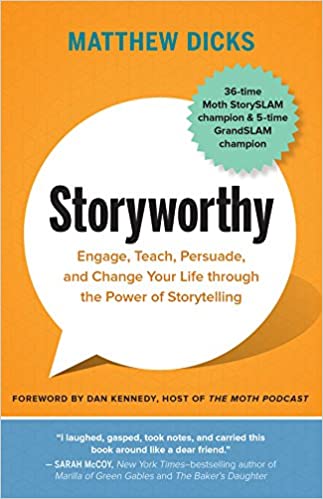 MATTHEW DICKS
36-time
Moth StorySLAM
champion & 5-time
GrandSLAM
champion
Storyworthy
Engage, Teach, Persuade,
and Change Your Life through
the Power of Storytelling
FOREWORD BY DAN KENNEDY, HOST OF THE MOTH PODCAST
“I laughed, gasped, took notes, and carried this
book around like a dear friend.”
— SARAH McCOY, New York Times–bestselling author of
Marilla of Green Gables and The Baker's Daughter